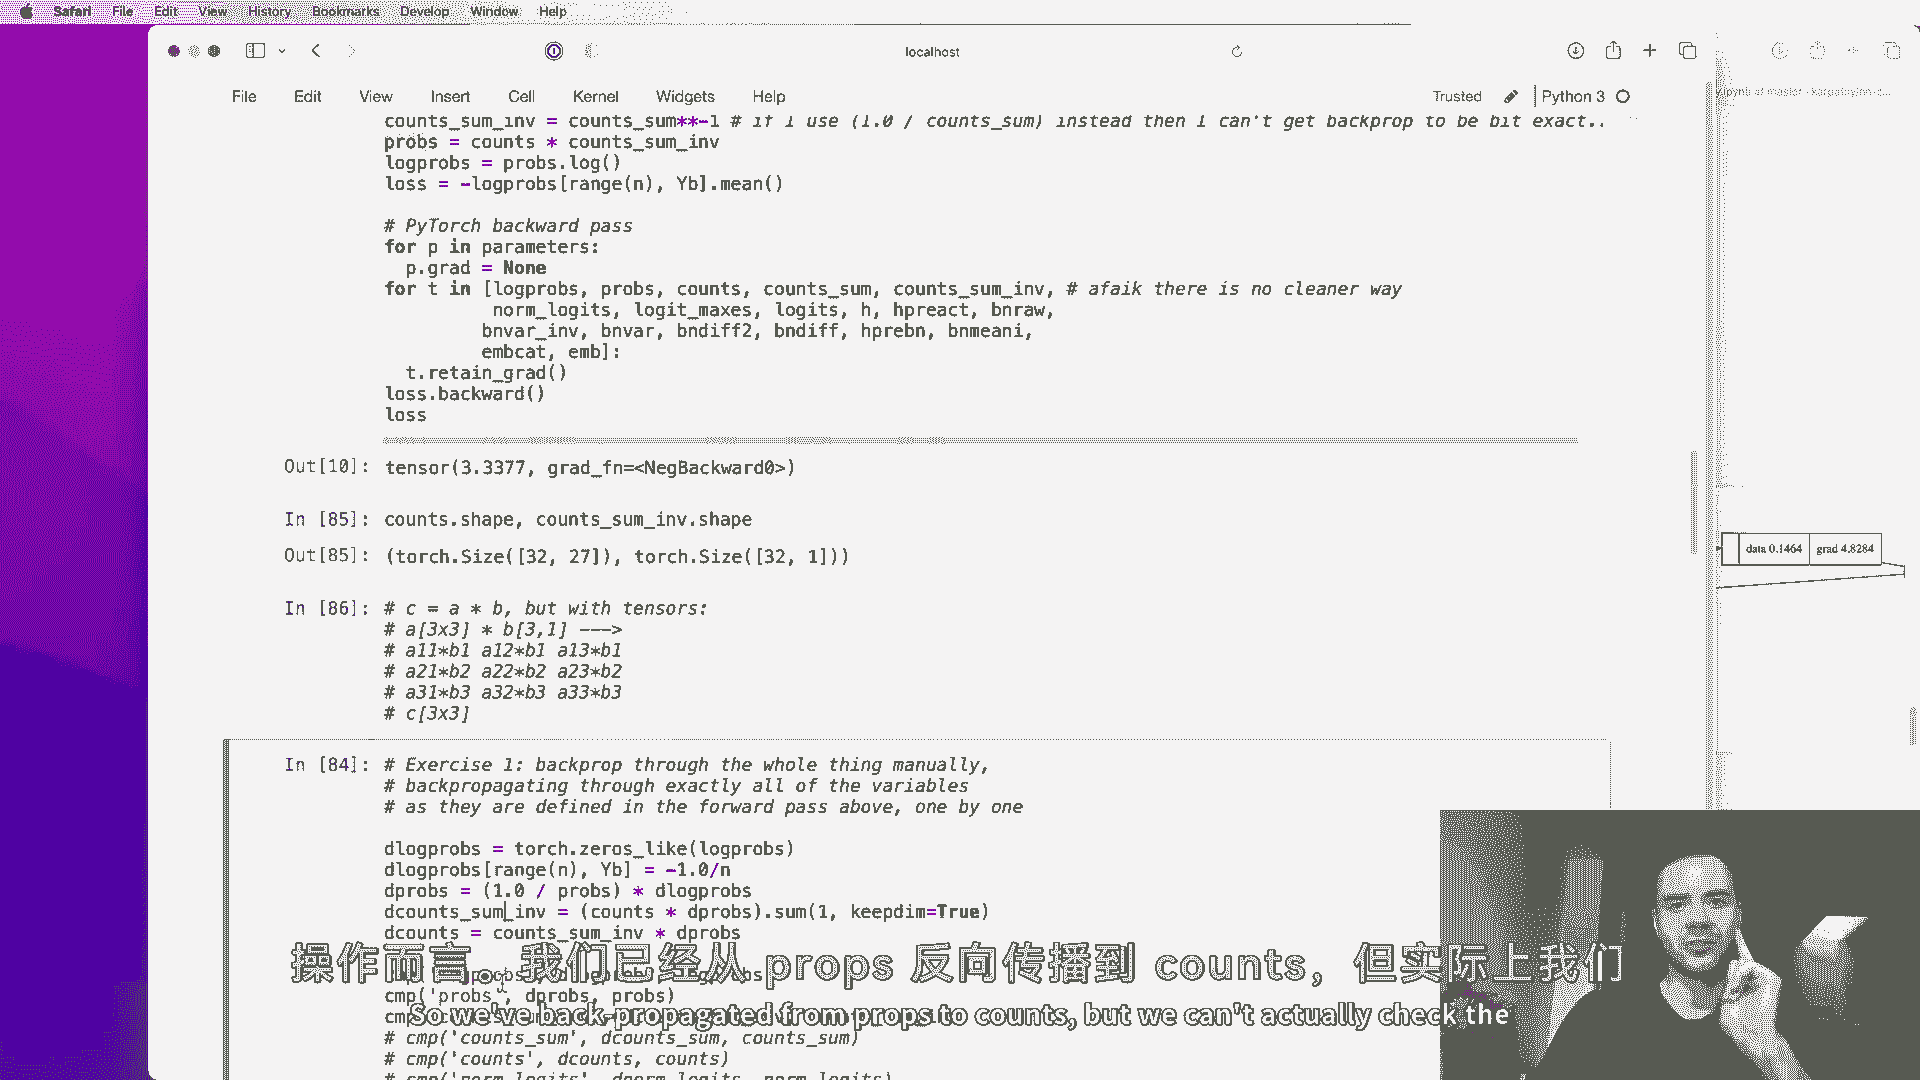 Safari File Edit View History Bookmarks Develop Window Help
localhost
File Edit View Insert Cell Kernel Widgets Help
Trusted Python 3
counts_sum_inv = counts_sum**-1 # if I use (1.0 / counts_sum) instead then I can't get backprop to be bit exact...
probs = counts * counts_sum_inv
logprobs = probs.log()
loss = -logprobs[range(n), Yb].mean()
# PyTorch backward pass
for p in parameters:
p.grad = None
for t in [logprobs, probs, counts, counts_sum, counts_sum_inv, # afaik there is no cleaner way
norm_logits, logit_maxes, logits, h, hpreact, bnraw,
bnvar_inv, bnvar, bndiff2, bndiff, hprebn, bnmeani,
embcat, emb]:
t.retain_grad()
loss.backward()
loss
Out[10]: tensor(3.3377, grad_fn=<NegBackward0>)
In [85]: counts.shape, counts_sum_inv.shape
Out[85]: (torch.Size([32, 27]), torch.Size([32, 1]))
data 0.1464 grad 4.8284
In [86]: # c = a * b, but with tensors:
# a[3x3] * b[3,1] --->
# a11*b1 a12*b1 a13*b1
# a21*b2 a22*b2 a23*b2
# a31*b3 a32*b3 a33*b3
# c[3x3]
In [84]: # Exercise 1: backprop through the whole thing manually,
# backpropagating through exactly all of the variables
# as they are defined in the forward pass above, one by one
dlogprobs = torch.zeros_like(logprobs)
dlogprobs[range(n), Yb] = -1.0/n
dprobs = (1.0 / probs) * dlogprobs
dcounts_sum_inv = (counts * dprobs).sum(1, keepdim=True)
dcounts = counts_sum_inv * dprobs
操作而言。我们已经从 props 反向传播到 counts，但实际上我们
cmp('probs', dprobs, probs)
So we've back-propagated from props to counts, but we can't actually check the
# cmp('counts_sum', dcounts_sum, counts_sum)
# cmp('counts', dcounts, counts)
# cmp('norm_logits', dnorm_logits, norm_logits)